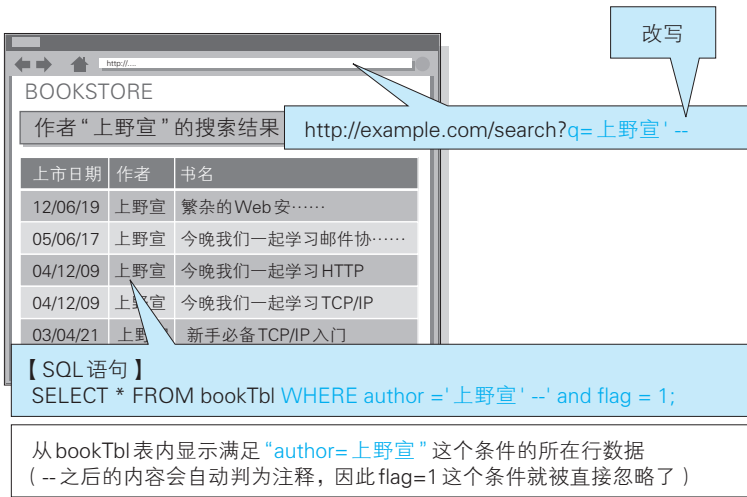 改写
http://....
BOOKSTORE
作者“上野宣”的搜索结果
http://example.com/search?q=上野宣' --
上市日期 作者 书名
12/06/19 上野宣 繁杂的Web安……
05/06/17 上野宣 今晚我们一起学习邮件协……
04/12/09 上野宣 今晚我们一起学习HTTP
04/12/09 上野宣 今晚我们一起学习TCP/IP
03/04/21 上野 新手必备TCP/IP入门
【SQL语句】
SELECT * FROM bookTbl WHERE author ='上野宣' --' and flag = 1;
从bookTbl表内显示满足“author=上野宣”这个条件的所在行数据
（--之后的内容会自动判为注释，因此flag=1这个条件就被直接忽略了）